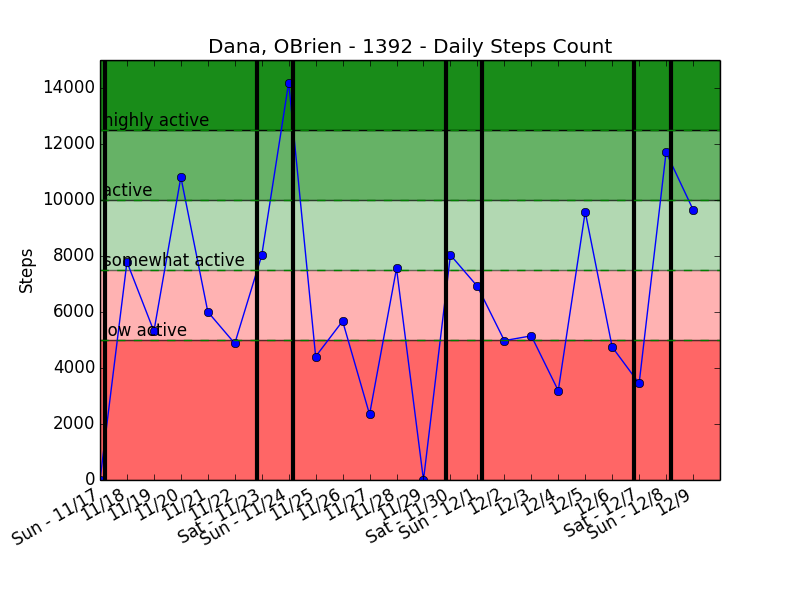 Dana, OBrien - 1392 - Daily Steps Count
Steps
14000
12000
10000
8000
6000
4000
2000
0
highly active
active
somewhat active
low active
Sun - 11/17
11/18
11/19
11/20
11/21
11/22
Sat - 11/23
Sun - 11/24
11/25
11/26
11/27
11/28
11/29
Sat - 11/30
Sun - 12/1
12/2
12/3
12/4
12/5
12/6
Sat - 12/7
Sun - 12/8
12/9